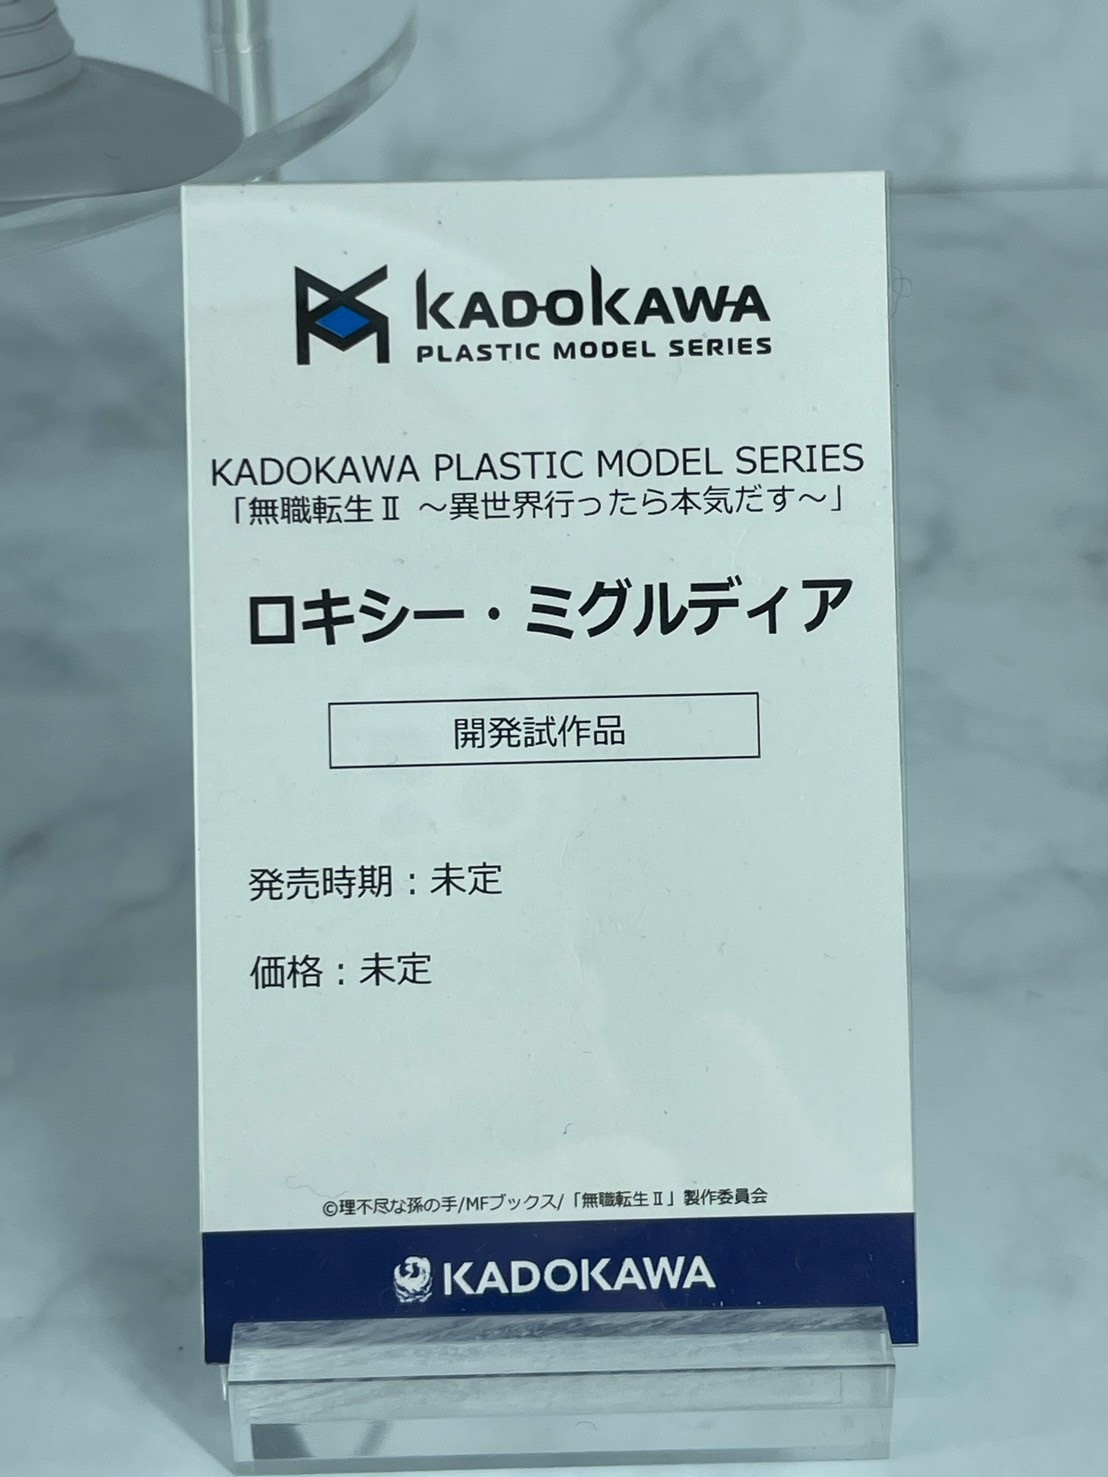 KADOKAWA
PLASTIC MODEL SERIES
KADOKAWA PLASTIC MODEL SERIES
「無職転生Ⅱ ～異世界行ったら本気だす～」
ロキシー・ミグルディア
開発試作品
発売時期：未定
価格：未定
©理不尽な孫の手/MFブックス/「無職転生Ⅱ」製作委員会
KADOKAWA